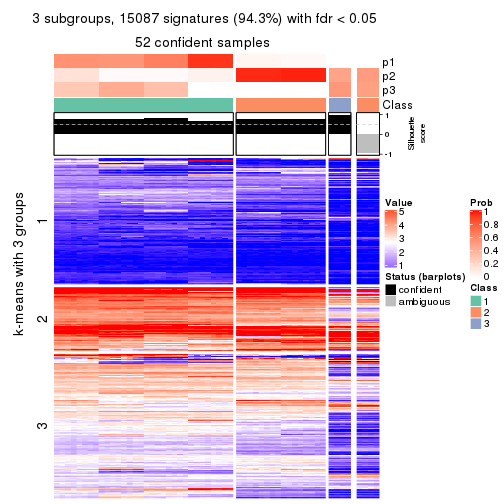 3 subgroups, 15087 signatures (94.3%) with fdr < 0.05
52 confident samples
p1
p2
p3
Class
1
0
-1
Silhouette
score
k-means with 3 groups
1
2
3
Value
5
4
3
2
1
Status (barplots)
confident
ambiguous
Prob
1
0.8
0.6
0.4
0.2
0
Class
1
2
3